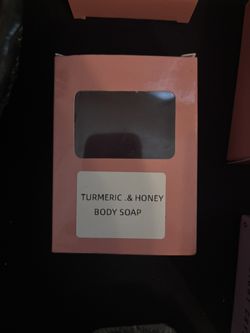 TURMERIC .& HONEY
BODY SOAP